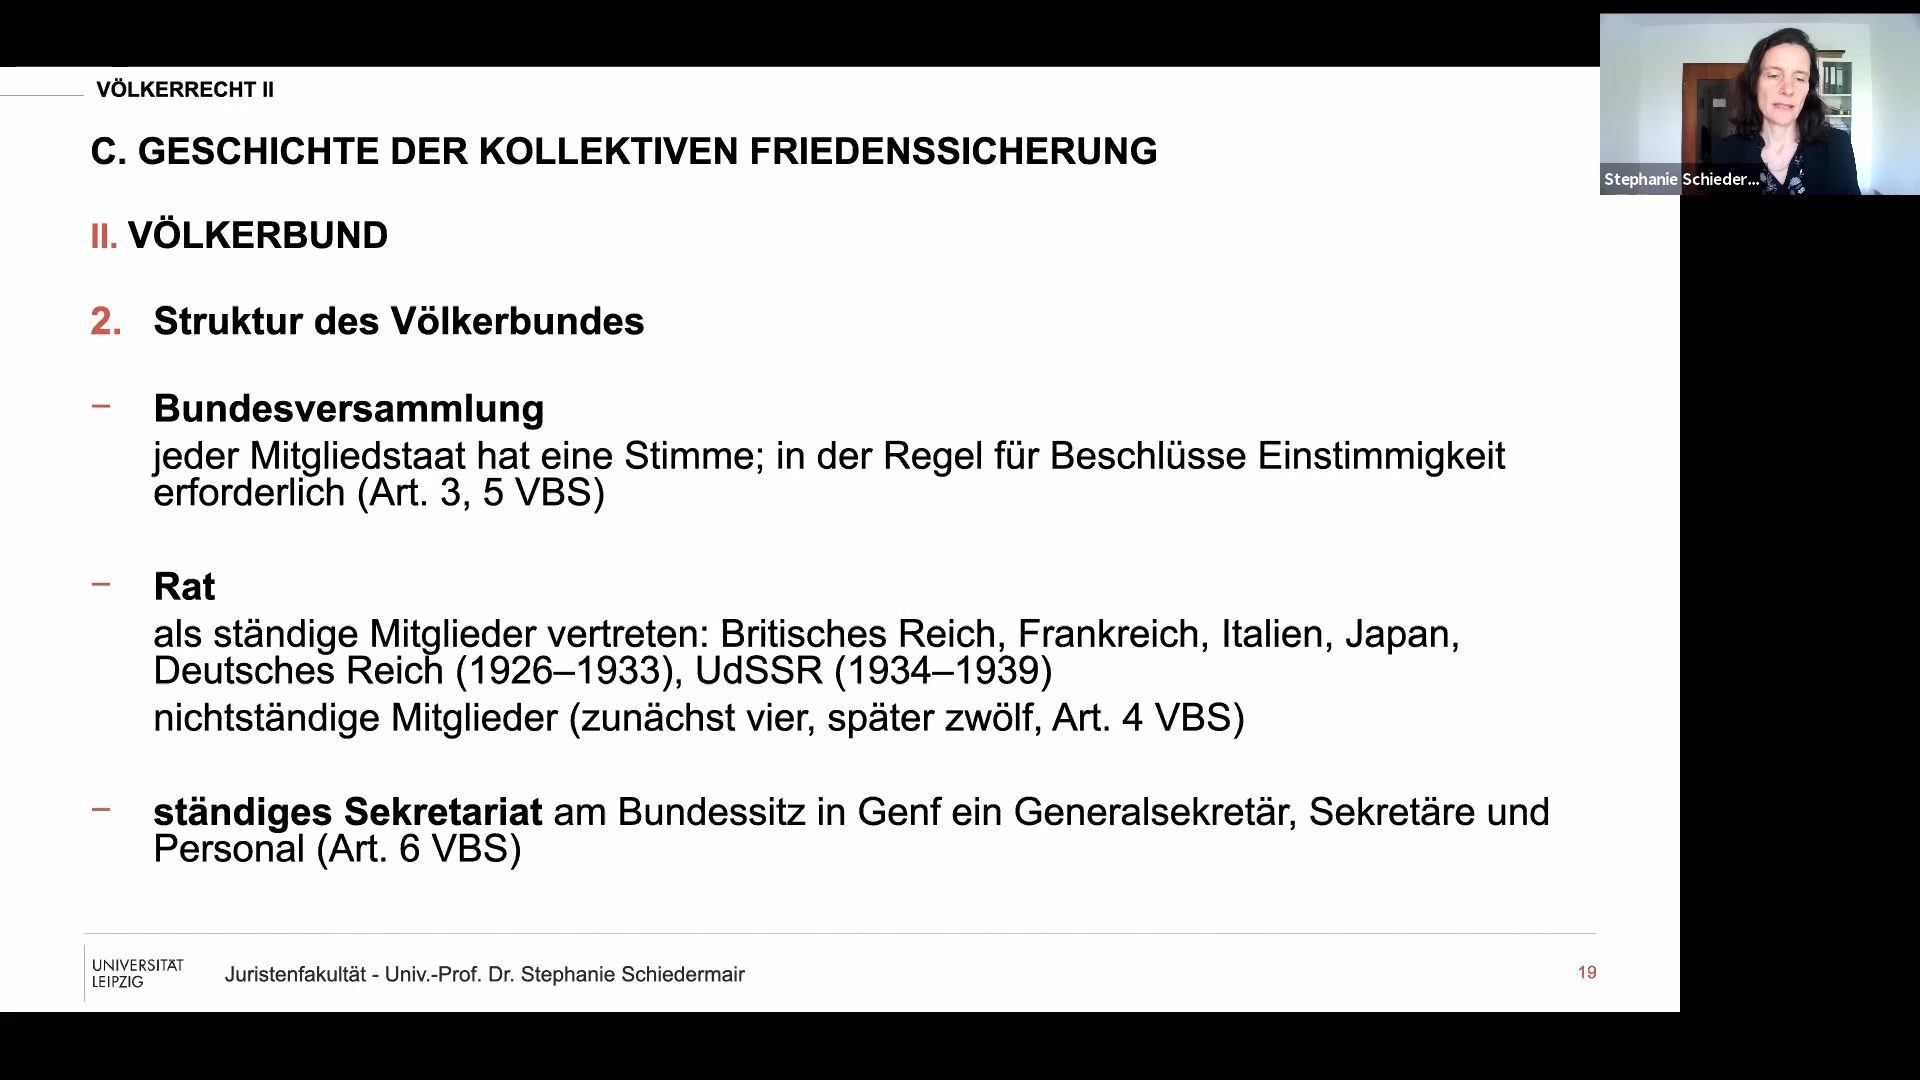 VÖLKERRECHT II
C. GESCHICHTE DER KOLLEKTIVEN FRIEDENSSICHERUNG
II. VÖLKERBUND
2. Struktur des Völkerbundes
– Bundesversammlung
jeder Mitgliedstaat hat eine Stimme; in der Regel für Beschlüsse Einstimmigkeit
erforderlich (Art. 3, 5 VBS)
– Rat
als ständige Mitglieder vertreten: Britisches Reich, Frankreich, Italien, Japan,
Deutsches Reich (1926–1933), UdSSR (1934–1939)
nichtständige Mitglieder (zunächst vier, später zwölf, Art. 4 VBS)
– ständiges Sekretariat am Bundessitz in Genf ein Generalsekretär, Sekretäre und
Personal (Art. 6 VBS)
UNIVERSITÄT
LEIPZIG
Juristenfakultät - Univ.-Prof. Dr. Stephanie Schiedermair
19
Stephanie Schieder...